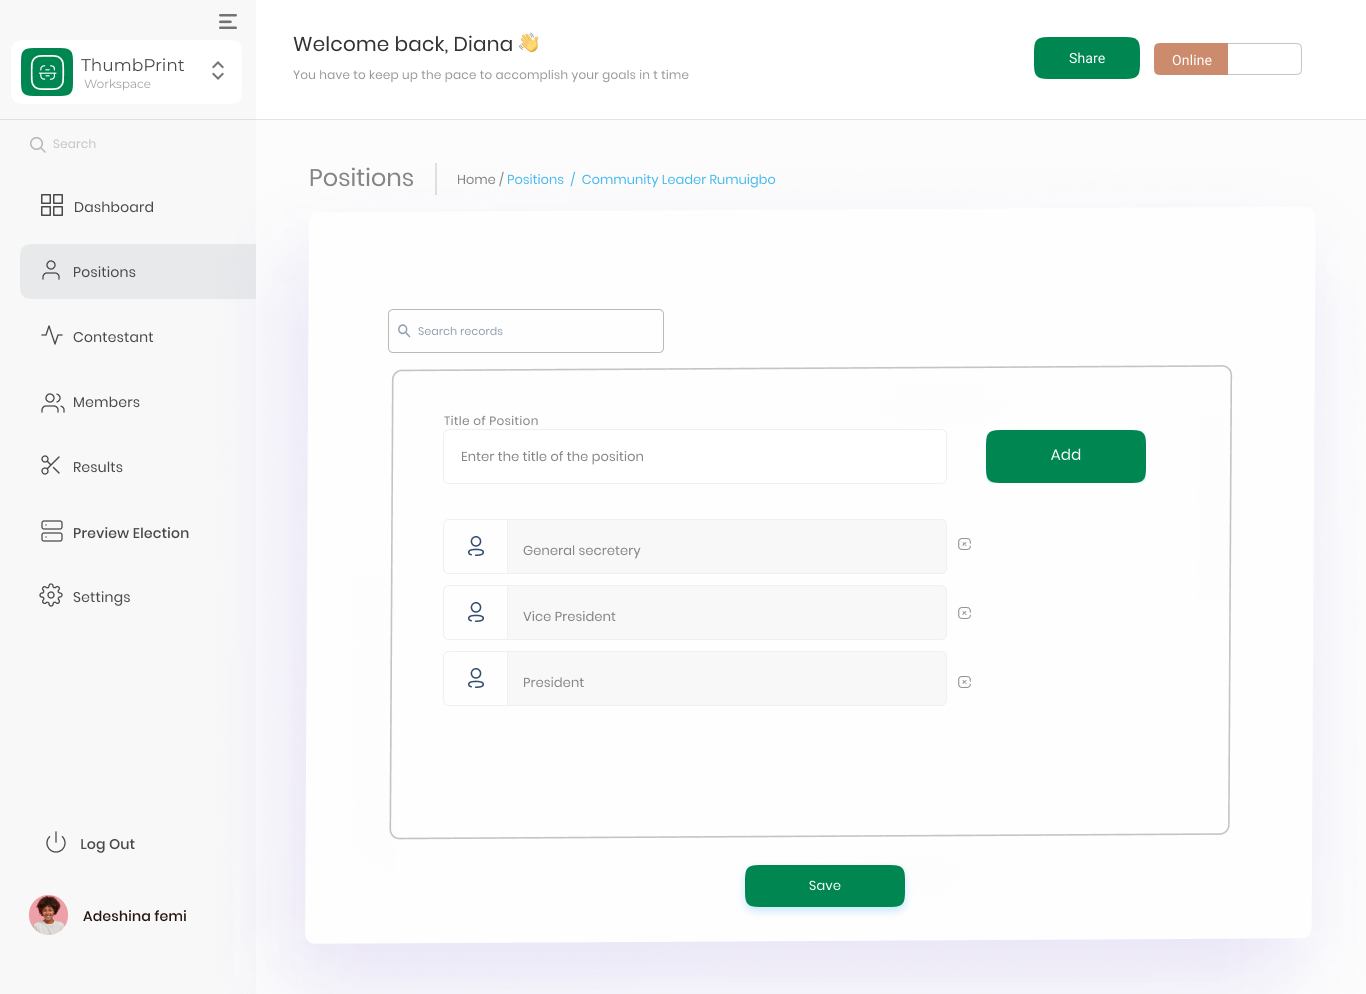 ThumbPrint
Workspace
Search
Dashboard
Positions
Contestant
Members
Results
Preview Election
Settings
Log Out
Adeshina femi
Welcome back, Diana 👋
You have to keep up the pace to accomplish your goals in t time
Share
Online
Positions
Home / Positions / Community Leader Rumuigbo
Search records
Title of Position
Enter the title of the position
Add
General secretery
Vice President
President
Save